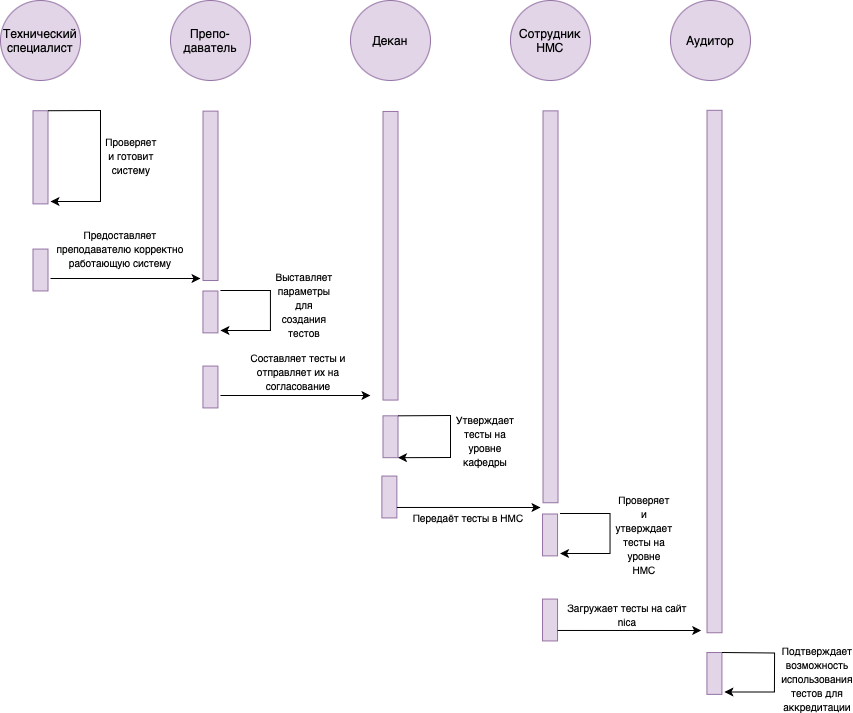 Технический
специалист
Препо-
даватель
Декан
Сотрудник
НМС
Аудитор
Проверяет
и готовит
систему
Предоставляет
преподавателю корректно
работающую систему
Выставляет
параметры
для
создания
тестов
Составляет тесты и
отправляет их на
согласование
Утверждает
тесты на
уровне
кафедры
Передаёт тесты в НМС
Проверяет
и
утверждает
тесты на
уровне
НМС
Загружает тесты на сайт
nica
Подтверждает
возможность
использования
тестов для
аккредитации